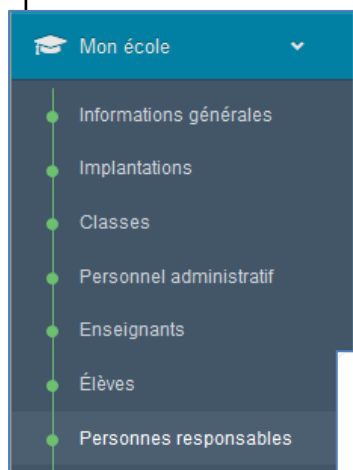 Mon école
Informations générales
Implantations
Classes
Personnel administratif
Enseignants
Élèves
Personnes responsables